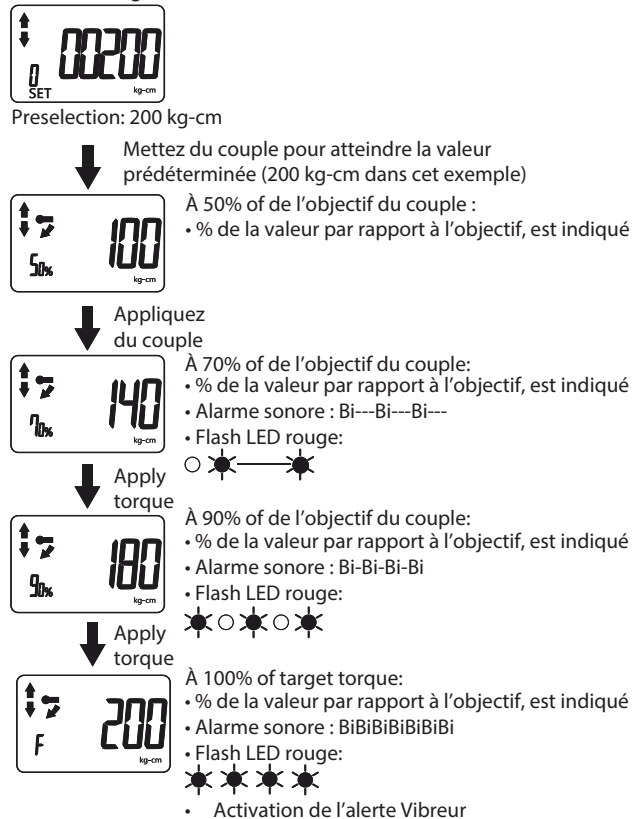 00200
0
SET
kg-cm
Preselection: 200 kg-cm
Mettez du couple pour atteindre la valeur
prédéterminée (200 kg-cm dans cet exemple)
100
50%
kg-cm
À 50% of de l’objectif du couple :
• % de la valeur par rapport à l’objectif, est indiqué
Appliquez
du couple
140
70%
kg-cm
À 70% of de l’objectif du couple:
• % de la valeur par rapport à l’objectif, est indiqué
• Alarme sonore : Bi---Bi---Bi---
• Flash LED rouge:
Apply
torque
180
90%
kg-cm
À 90% of de l’objectif du couple:
• % de la valeur par rapport à l’objectif, est indiqué
• Alarme sonore : Bi-Bi-Bi-Bi
• Flash LED rouge:
Apply
torque
200
F
kg-cm
À 100% of target torque:
• % de la valeur par rapport à l’objectif, est indiqué
• Alarme sonore : BiBiBiBiBiBiBi
• Flash LED rouge:
• Activation de l’alerte Vibreur